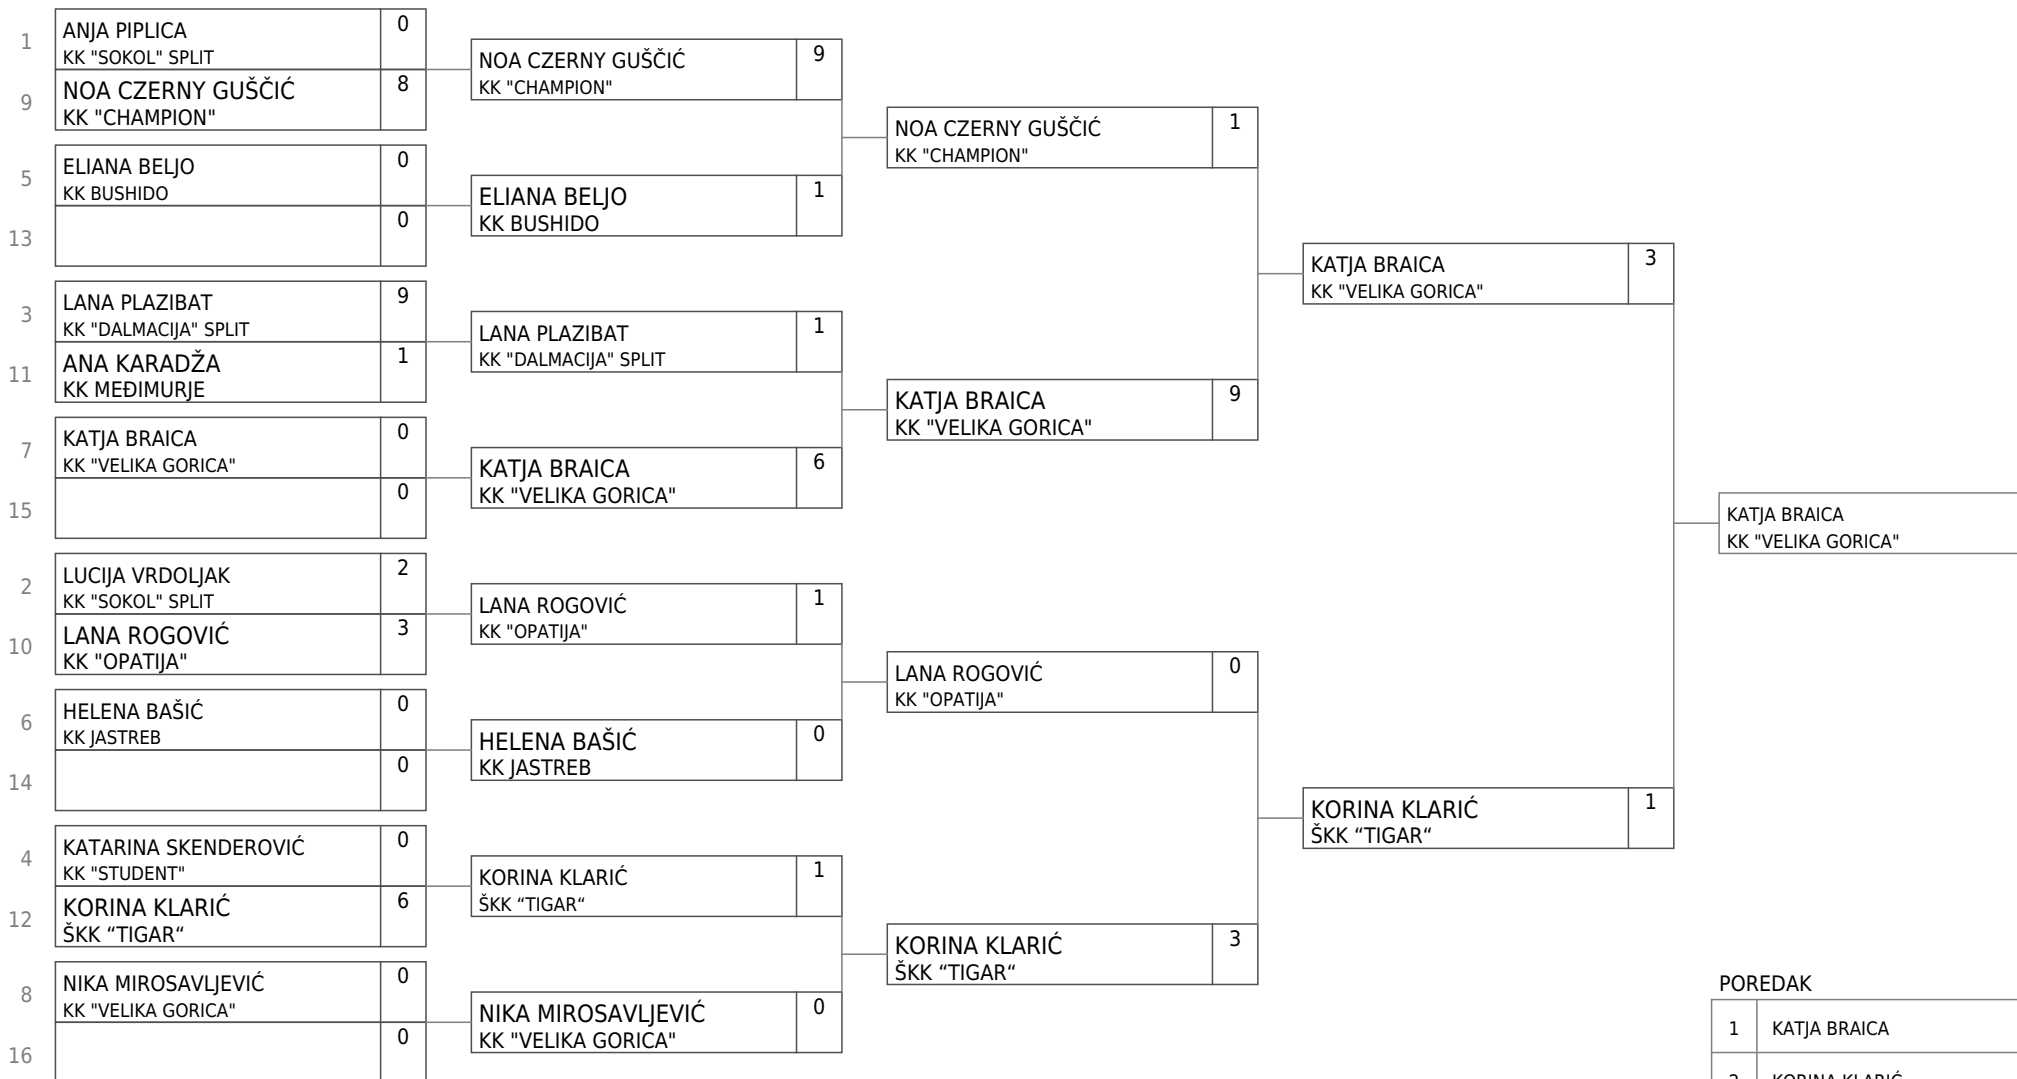 1
ANJA PIPLICA
KK "SOKOL" SPLIT
0
9
NOA CZERNY GUŠČIĆ
KK "CHAMPION"
8
5
ELIANA BELJO
KK BUSHIDO
0
13
0
3
LANA PLAZIBAT
KK "DALMACIJA" SPLIT
9
11
ANA KARADŽA
KK MEĐIMURJE
1
7
KATJA BRAICA
KK "VELIKA GORICA"
0
15
0
2
LUCIJA VRDOLJAK
KK "SOKOL" SPLIT
2
10
LANA ROGOVIĆ
KK "OPATIJA"
3
6
HELENA BAŠIĆ
KK JASTREB
0
14
0
4
KATARINA SKENDEROVIĆ
KK "STUDENT"
0
12
KORINA KLARIĆ
ŠKK “TIGAR“
6
8
NIKA MIROSAVLJEVIĆ
KK "VELIKA GORICA"
0
16
0
NOA CZERNY GUŠČIĆ
KK "CHAMPION"
9
ELIANA BELJO
KK BUSHIDO
1
LANA PLAZIBAT
KK "DALMACIJA" SPLIT
1
KATJA BRAICA
KK "VELIKA GORICA"
6
LANA ROGOVIĆ
KK "OPATIJA"
1
HELENA BAŠIĆ
KK JASTREB
0
KORINA KLARIĆ
ŠKK “TIGAR“
1
NIKA MIROSAVLJEVIĆ
KK "VELIKA GORICA"
0
NOA CZERNY GUŠČIĆ
KK "CHAMPION"
1
KATJA BRAICA
KK "VELIKA GORICA"
9
LANA ROGOVIĆ
KK "OPATIJA"
0
KORINA KLARIĆ
ŠKK “TIGAR“
3
KATJA BRAICA
KK "VELIKA GORICA"
3
KORINA KLARIĆ
ŠKK “TIGAR“
1
KATJA BRAICA
KK "VELIKA GORICA"
POREDAK
1 KATJA BRAICA
2 KORINA KLARIĆ